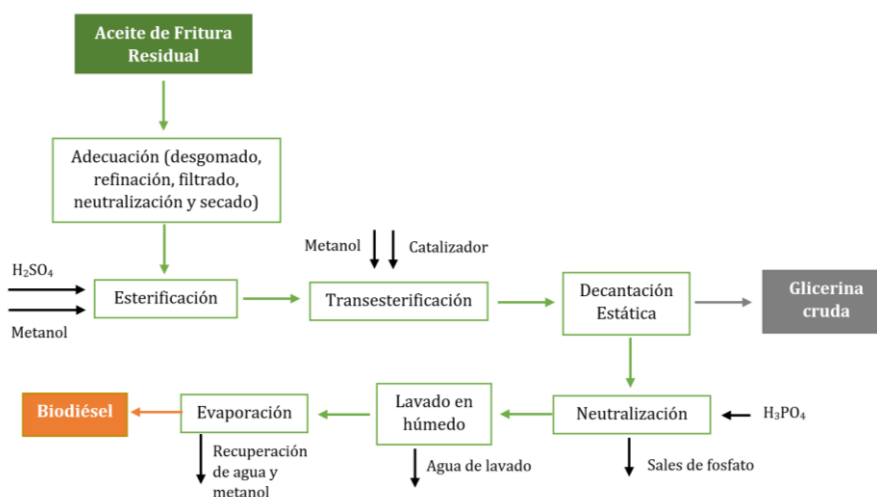 Aceite de Fritura
Residual
Adecuación (desgomado,
refinación, filtrado,
neutralización y secado)
H₂SO₄
Metanol
Esterificación
Metanol
Catalizador
Transesterificación
Decantación
Estática
Glicerina
cruda
Biodiésel
Evaporación
Lavado en
húmedo
Neutralización
H₃PO₄
Recuperación
de agua y
metanol
Agua de lavado
Sales de fosfato